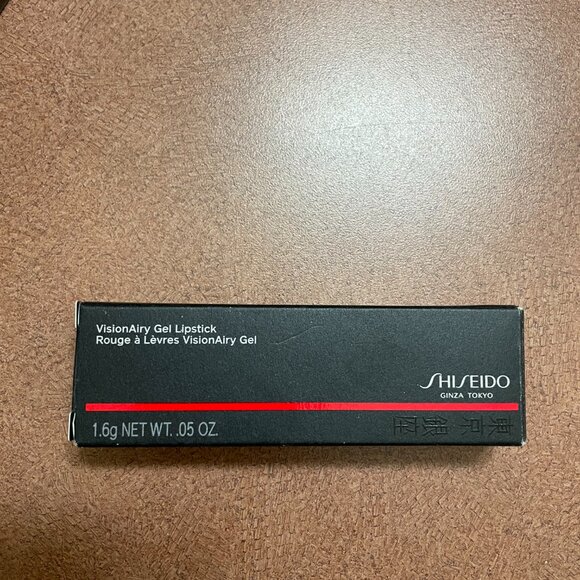 VisionAiry Gel Lipstick
Rouge à Lèvres VisionAiry Gel
SHISEIDO
GINZA TOKYO
1.6g NET WT. .05 OZ.
東京銀座